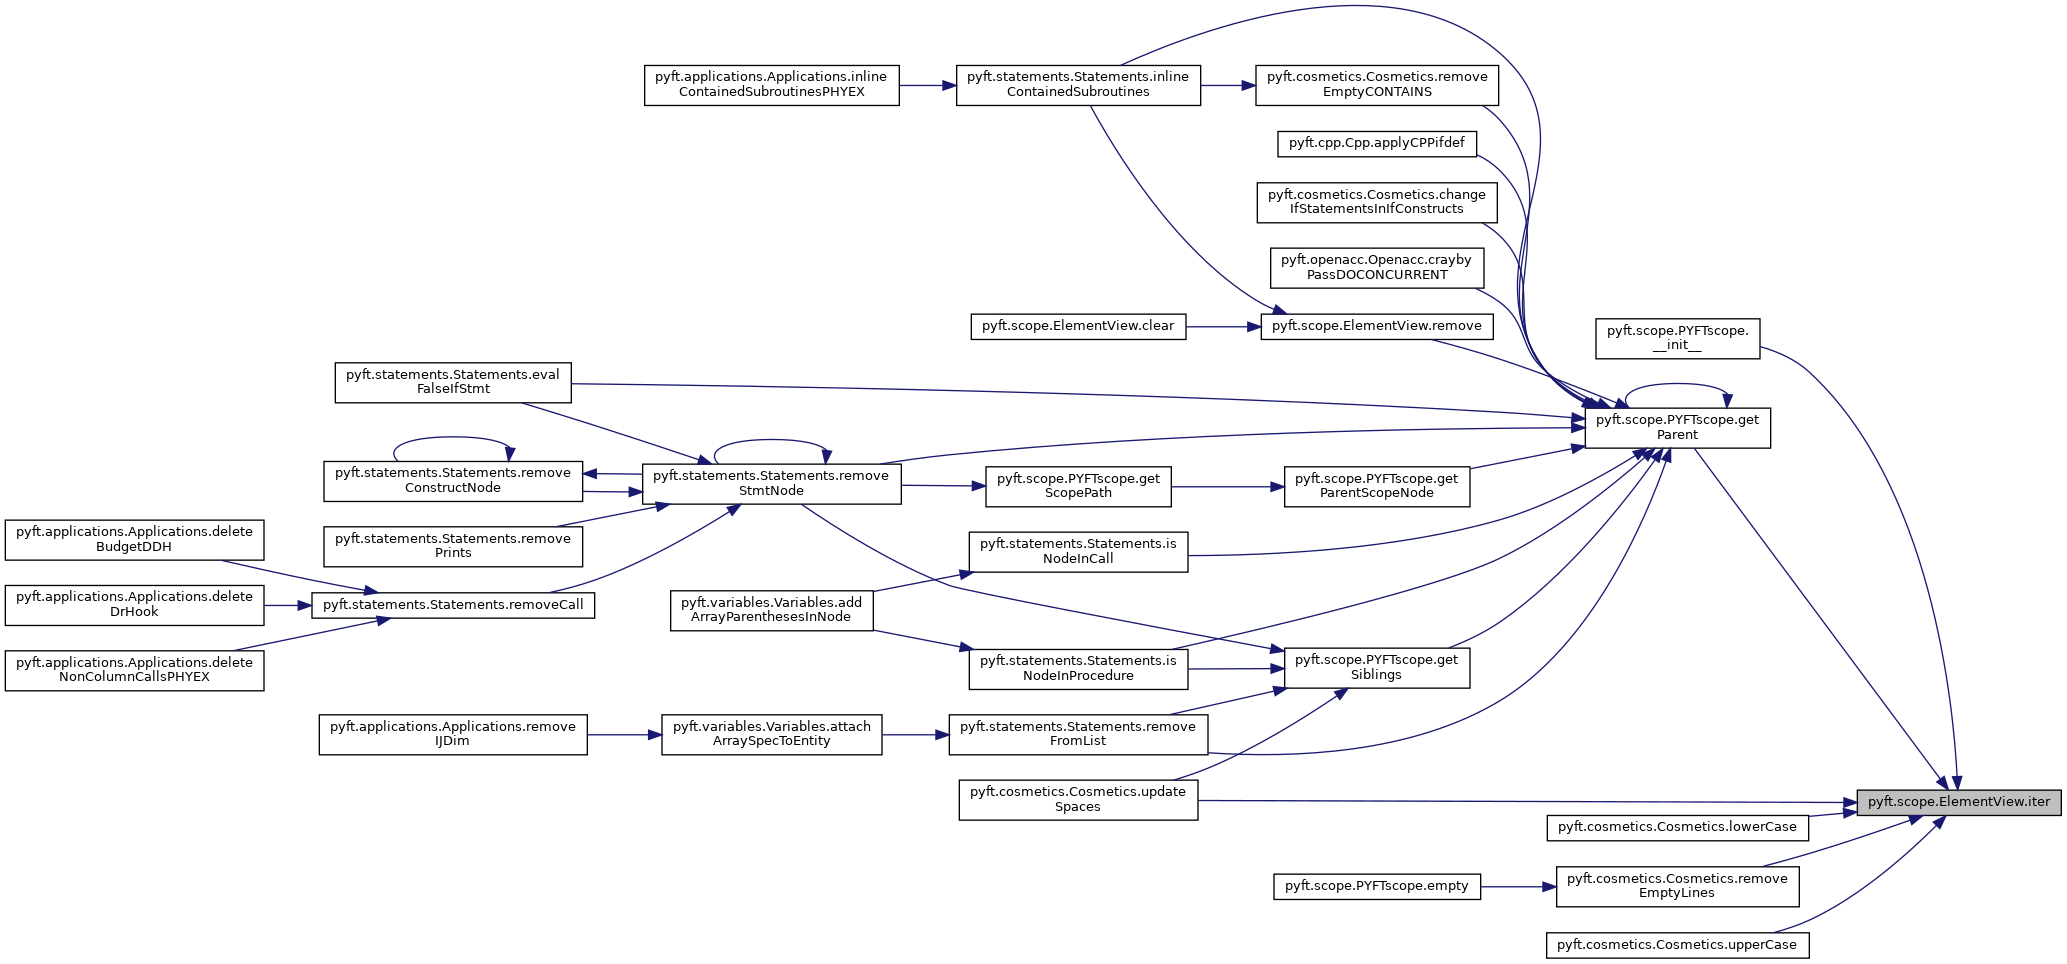 pyft.applications.Applications.inline
ContainedSubroutinesPHYEX
pyft.statements.Statements.inline
ContainedSubroutines
pyft.cosmetics.Cosmetics.remove
EmptyCONTAINS
pyft.cpp.Cpp.applyCPPifdef
pyft.cosmetics.Cosmetics.change
IfStatementsInIfConstructs
pyft.openacc.Openacc.crayby
PassDOCONCURRENT
pyft.scope.ElementView.clear
pyft.scope.ElementView.remove
pyft.scope.PYFTscope.
__init__
pyft.statements.Statements.eval
FalseIfStmt
pyft.scope.PYFTscope.get
Parent
pyft.statements.Statements.remove
ConstructNode
pyft.statements.Statements.remove
StmtNode
pyft.scope.PYFTscope.get
ScopePath
pyft.scope.PYFTscope.get
ParentScopeNode
pyft.applications.Applications.delete
BudgetDDH
pyft.statements.Statements.remove
Prints
pyft.statements.Statements.is
NodeInCall
pyft.applications.Applications.delete
DrHook
pyft.statements.Statements.removeCall
pyft.variables.Variables.add
ArrayParenthesesInNode
pyft.applications.Applications.delete
NonColumnCallsPHYEX
pyft.statements.Statements.is
NodeInProcedure
pyft.scope.PYFTscope.get
Siblings
pyft.applications.Applications.remove
IJDim
pyft.variables.Variables.attach
ArraySpecToEntity
pyft.statements.Statements.remove
FromList
pyft.cosmetics.Cosmetics.update
Spaces
pyft.scope.ElementView.iter
pyft.cosmetics.Cosmetics.lowerCase
pyft.scope.PYFTscope.empty
pyft.cosmetics.Cosmetics.remove
EmptyLines
pyft.cosmetics.Cosmetics.upperCase